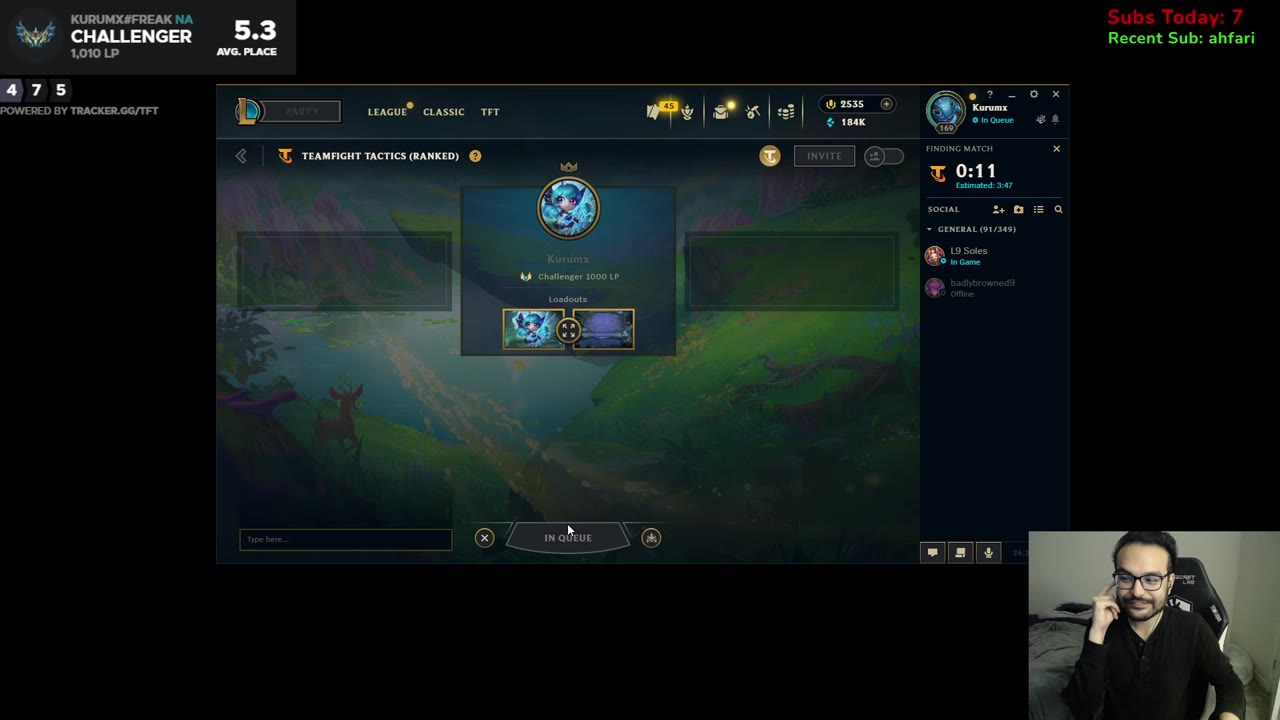 KURUMX#FREAK NA
CHALLENGER
1,010 LP
5.3
AVG. PLACE
4 7 5
POWERED BY TRACKER.GG/TFT
Subs Today: 7
Recent Sub: ahfari
PARTY
LEAGUE
CLASSIC
TFT
45
2535
184K
169
Kurumx
In Queue
TEAMFIGHT TACTICS (RANKED)
INVITE
FINDING MATCH
0:11
Estimated: 3:47
SOCIAL
GENERAL (91/349)
L9 Soles
In Game
badlybrowned9
Offline
Kurumx
Challenger 1000 LP
Loadouts
Type here...
IN QUEUE
SECRET
LAB